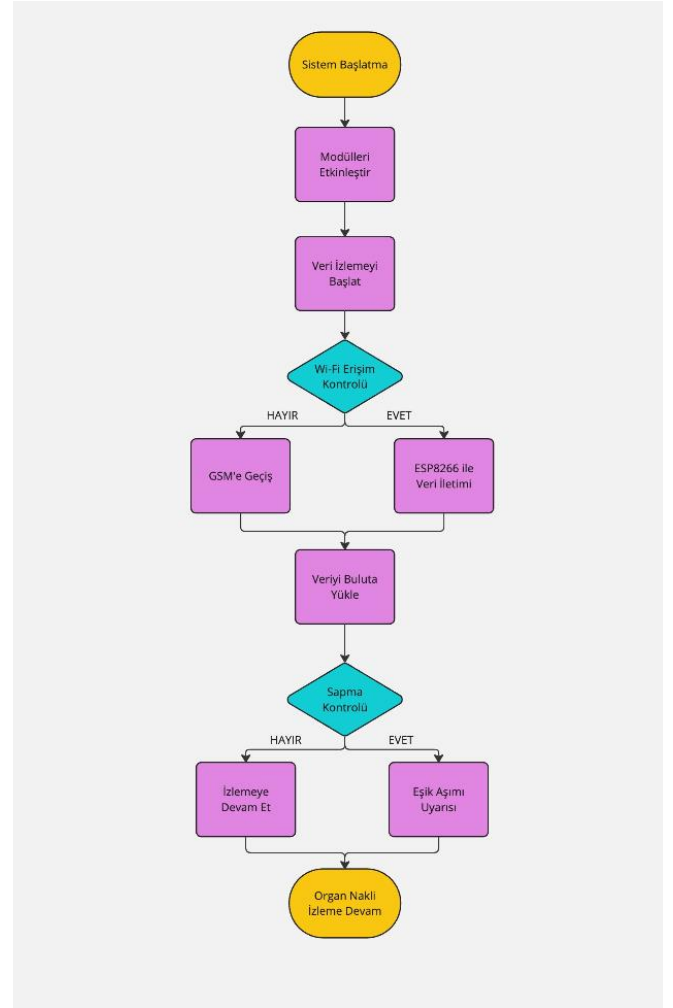 Sistem Başlatma
Modülleri
Etkinleştir
Veri İzlemeyi
Başlat
Wi-Fi Erişim
Kontrolü
HAYIR
EVET
GSM'e Geçiş
ESP8266 ile
Veri İletimi
Veriyi Buluta
Yükle
Sapma
Kontrolü
HAYIR
EVET
İzlemeye
Devam Et
Eşik Aşımı
Uyarısı
Organ Nakli
İzleme Devam